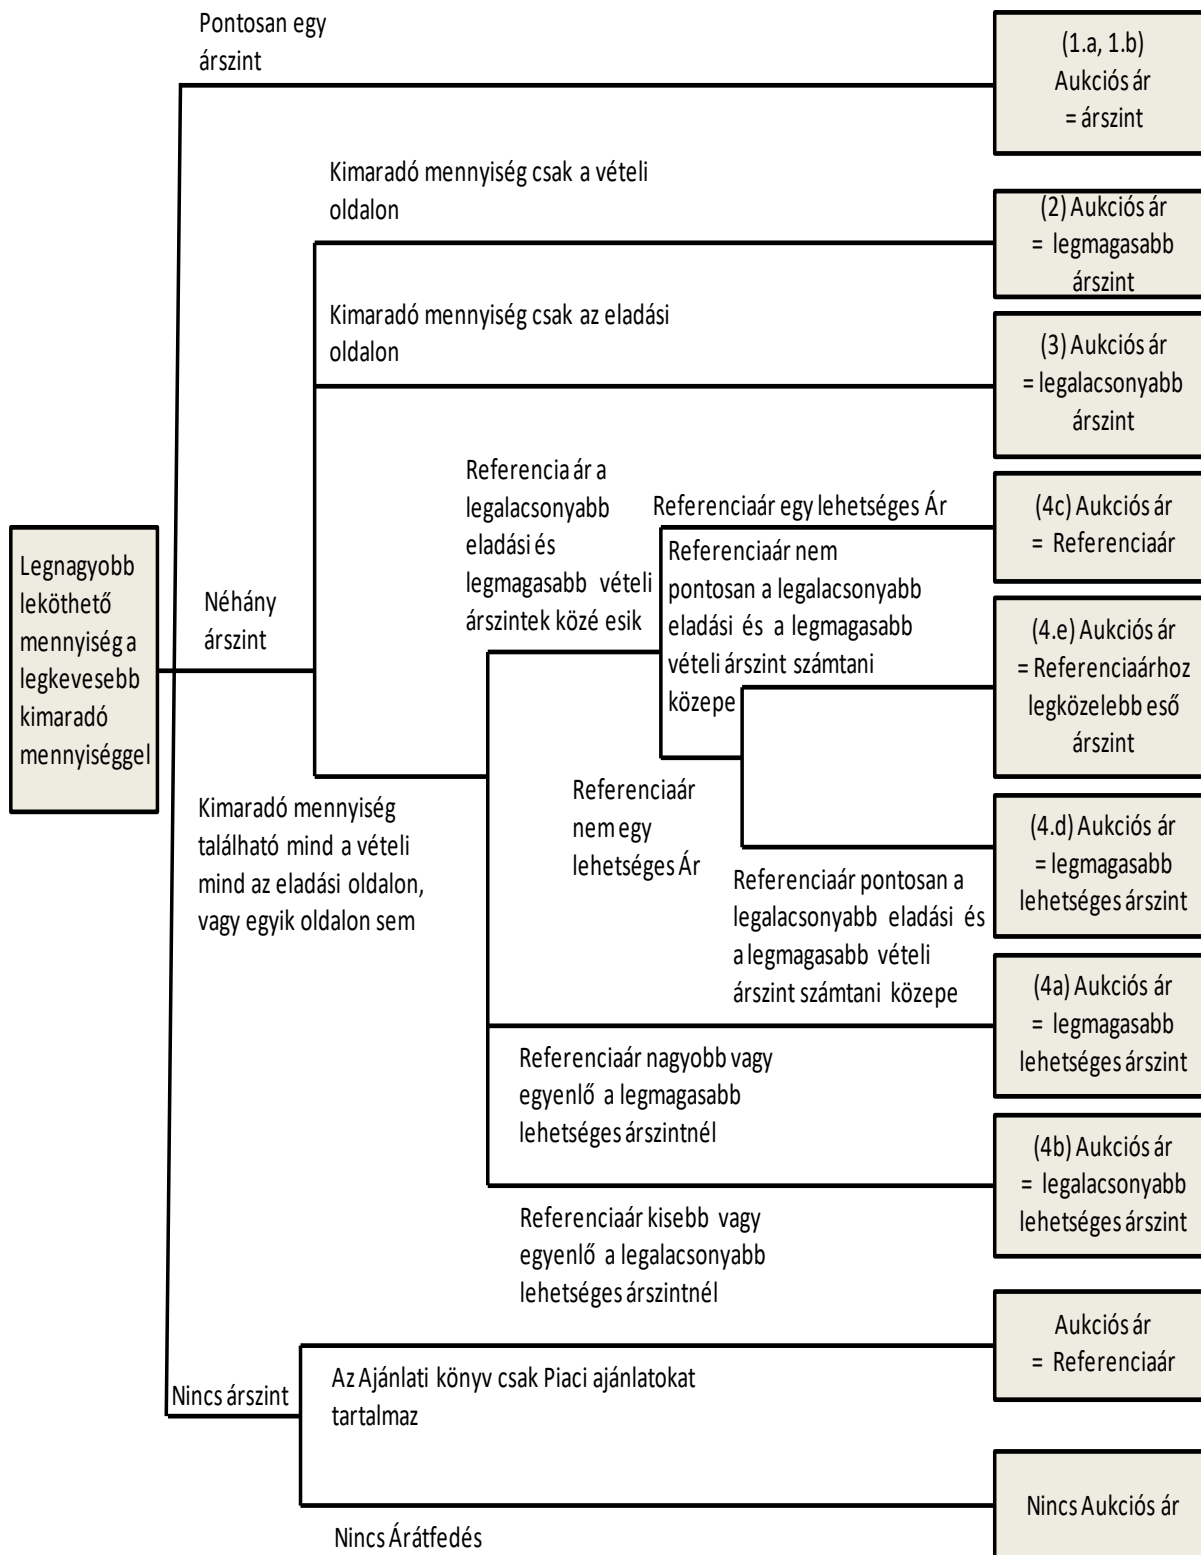 Pontosan egy
árszint
(1.a, 1.b)
Aukciós ár
= árszint
Kimaradó mennyiség csak a vételi
oldalon
(2) Aukciós ár
= legmagasabb
árszint
Kimaradó mennyiség csak az eladási
oldalon
(3) Aukciós ár
= legalacsonyabb
árszint
Referencia ár a
legalacsonyabb
eladási és
legmagasabb vételi
árszintek közé esik
Referenciaár egy lehetséges Ár
(4c) Aukciós ár
= Referenciaár
Legnagyobb
leköthető
mennyiség a
legkevesebb
kimaradó
mennyiséggel
Néhány
árszint
Referenciaár nem
pontosan a legalacsonyabb
eladási és a legmagasabb
vételi árszint számtani
közepe
(4.e) Aukciós ár
= Referenciaárhoz
legközelebb eső
árszint
Kimaradó mennyiség
található mind a vételi
mind az eladási oldalon,
vagy egyik oldalon sem
Referenciaár
nem egy
lehetséges Ár
(4.d) Aukciós ár
= legmagasabb
lehetséges árszint
Referenciaár pontosan a
legalacsonyabb eladási és
a legmagasabb vételi
árszint számtani közepe
(4a) Aukciós ár
= legmagasabb
lehetséges árszint
Referenciaár nagyobb vagy
egyenlő a legmagasabb
lehetséges árszintnél
(4b) Aukciós ár
= legalacsonyabb
lehetséges árszint
Referenciaár kisebb vagy
egyenlő a legalacsonyabb
lehetséges árszintnél
Aukciós ár
= Referenciaár
Nincs árszint
Az Ajánlati könyv csak Piaci ajánlatokat
tartalmaz
Nincs Aukciós ár
Nincs Árátfedés